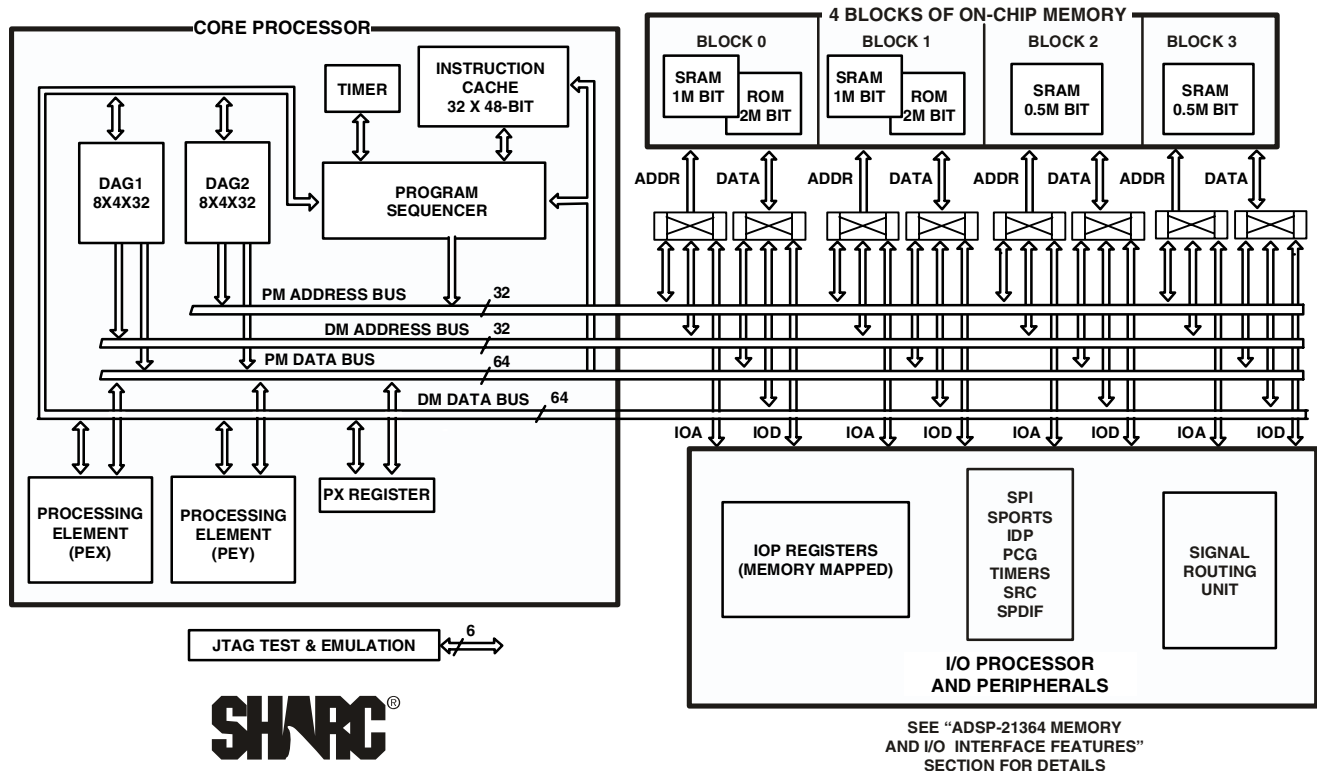 CORE PROCESSOR
TIMER
INSTRUCTION
CACHE
32 X 48-BIT
DAG1
8X4X32
DAG2
8X4X32
PROGRAM
SEQUENCER
PM ADDRESS BUS
32
DM ADDRESS BUS
32
PM DATA BUS
64
DM DATA BUS
64
PROCESSING
ELEMENT
(PEX)
PROCESSING
ELEMENT
(PEY)
PX REGISTER
JTAG TEST & EMULATION
6
SHARC®
4 BLOCKS OF ON-CHIP MEMORY
BLOCK 0
BLOCK 1
BLOCK 2
BLOCK 3
SRAM
1M BIT
ROM
2M BIT
SRAM
1M BIT
ROM
2M BIT
SRAM
0.5M BIT
SRAM
0.5M BIT
ADDR
DATA
ADDR
DATA
ADDR
DATA
ADDR
DATA
IOA
IOD
IOA
IOD
IOA
IOD
IOA
IOD
IOP REGISTERS
(MEMORY MAPPED)
SPI
SPORTS
IDP
PCG
TIMERS
SRC
SPDIF
SIGNAL
ROUTING
UNIT
I/O PROCESSOR
AND PERIPHERALS
SEE “ADSP-21364 MEMORY
AND I/O INTERFACE FEATURES”
SECTION FOR DETAILS